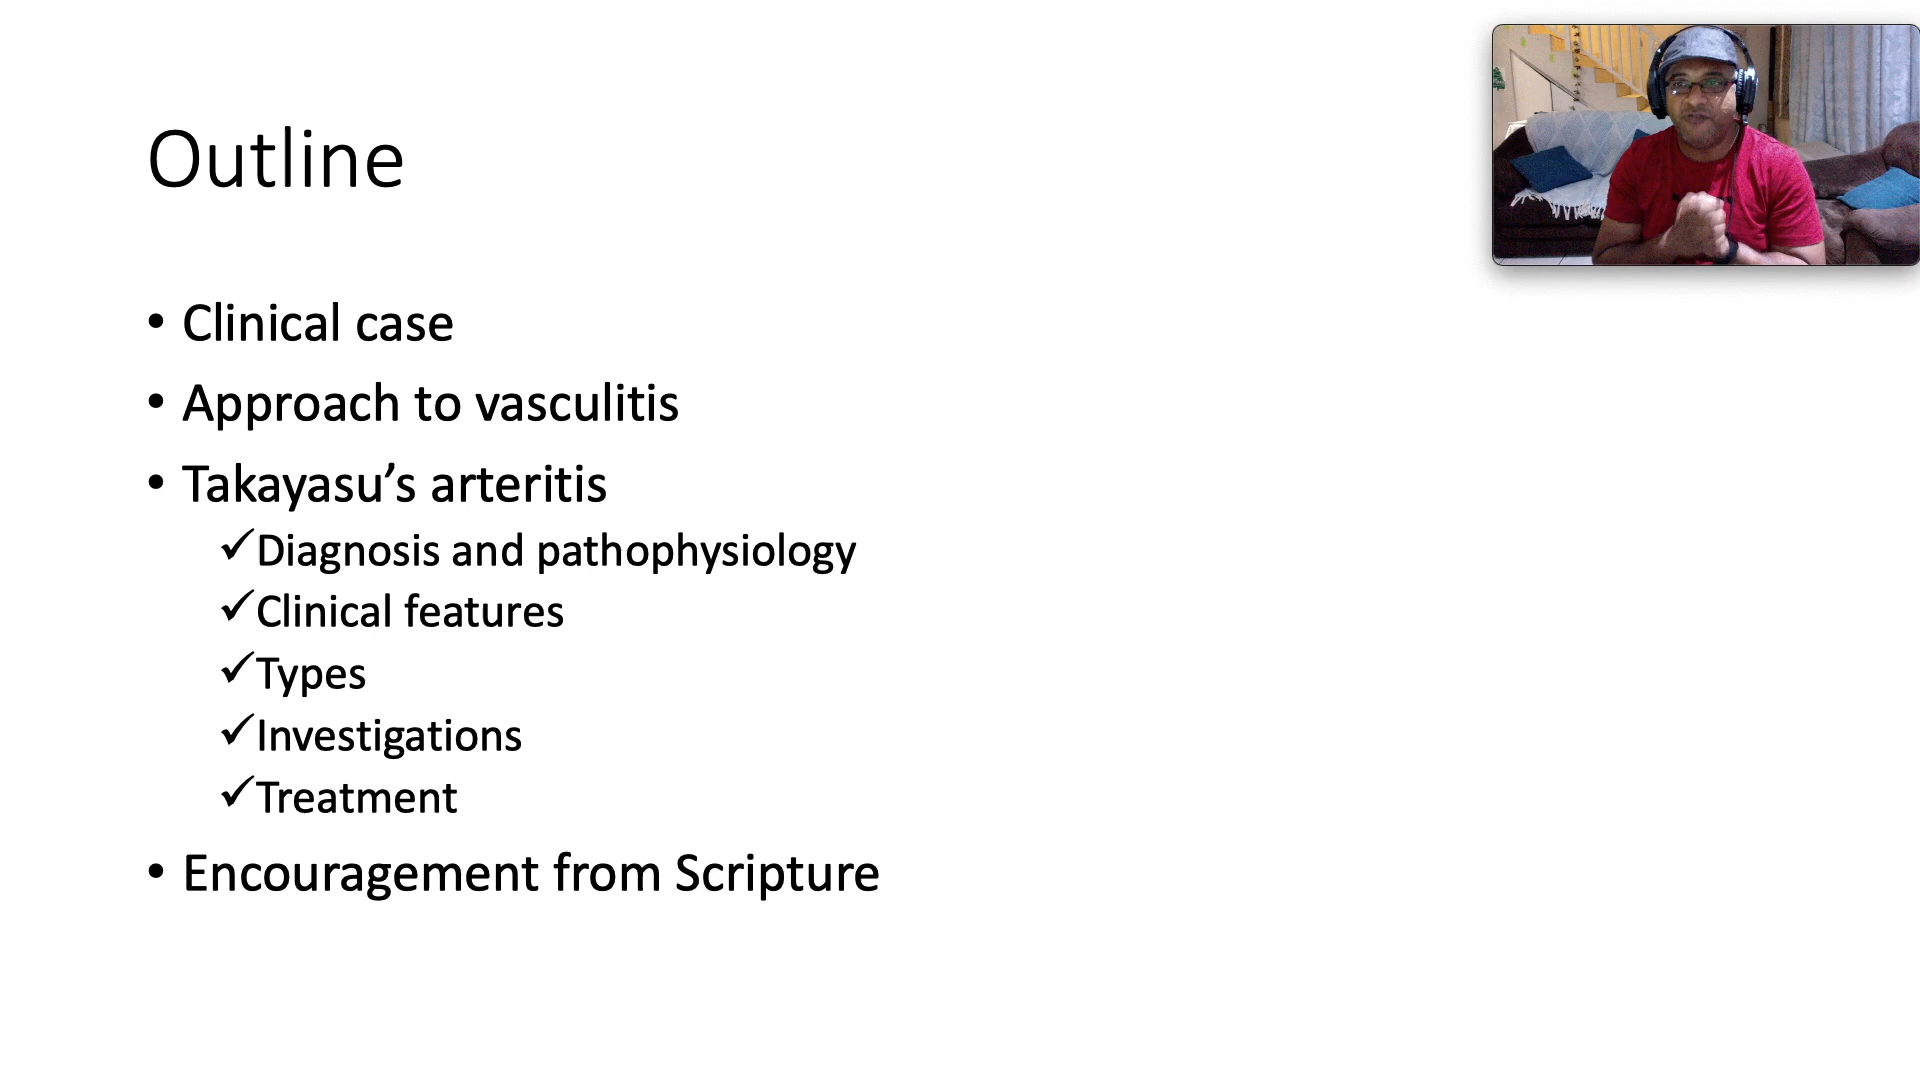 Outline
• Clinical case
• Approach to vasculitis
• Takayasu’s arteritis
✓Diagnosis and pathophysiology
✓Clinical features
✓Types
✓Investigations
✓Treatment
• Encouragement from Scripture